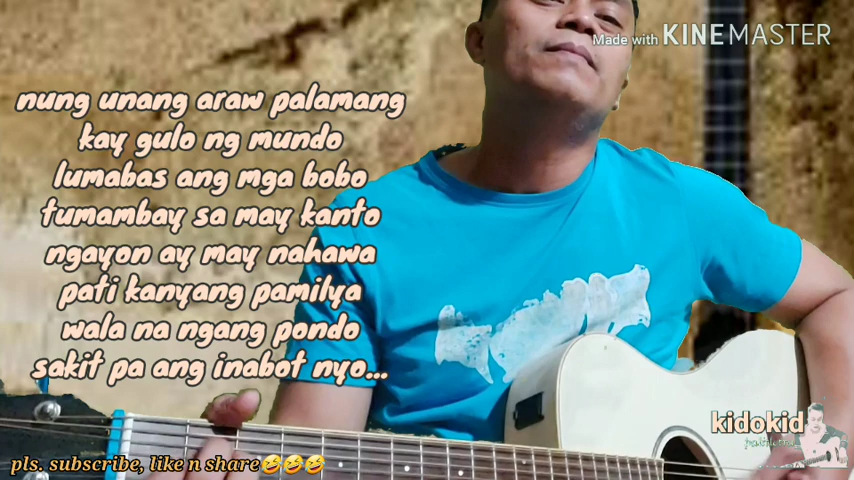 Made with KINEMASTER
nung unang araw palamang
kay gulo ng mundo
lumabas ang mga bobo
tumambay sa may kanto
ngayon ay may nahawa
pati kanyang pamilya
wala na ngang pondo
sakit pa ang inabot nyo...
kidokid
pls. subscribe, like n share🤣🤣🤣